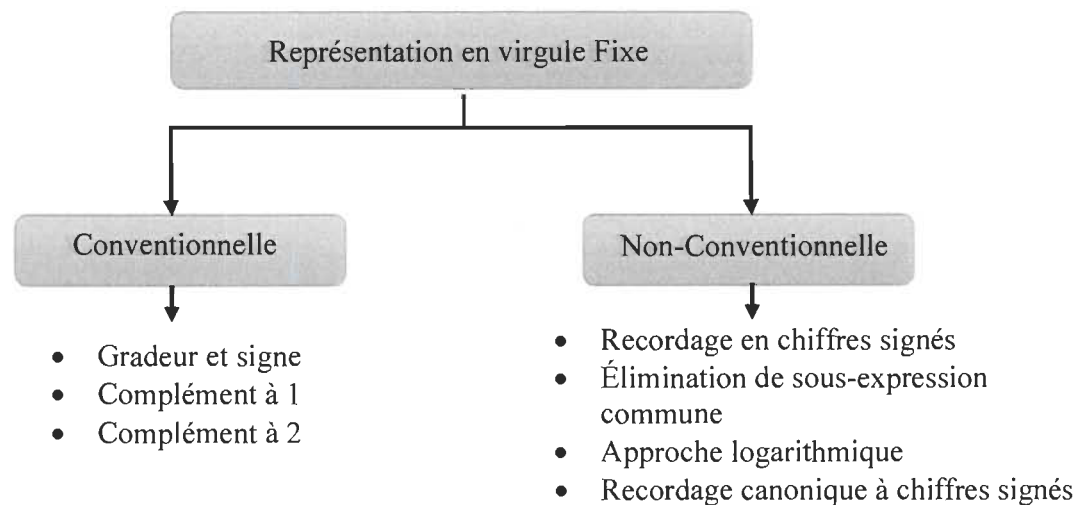 Représentation en virgule Fixe
Conventionnelle
Non-Conventionnelle
• Gradeur et signe
• Complément à 1
• Complément à 2
• Recordage en chiffres signés
• Élimination de sous-expression
commune
• Approche logarithmique
• Recordage canonique à chiffres signés